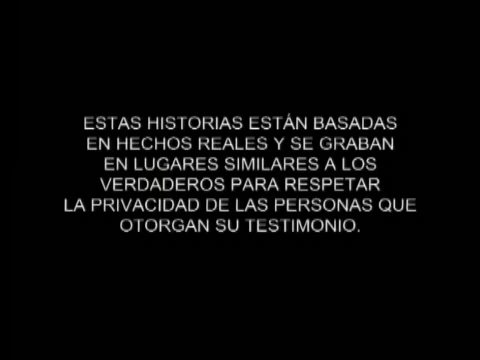 ESTAS HISTORIAS ESTÁN BASADAS
EN HECHOS REALES Y SE GRABAN
EN LUGARES SIMILARES A LOS
VERDADEROS PARA RESPETAR
LA PRIVACIDAD DE LAS PERSONAS QUE
OTORGAN SU TESTIMONIO.